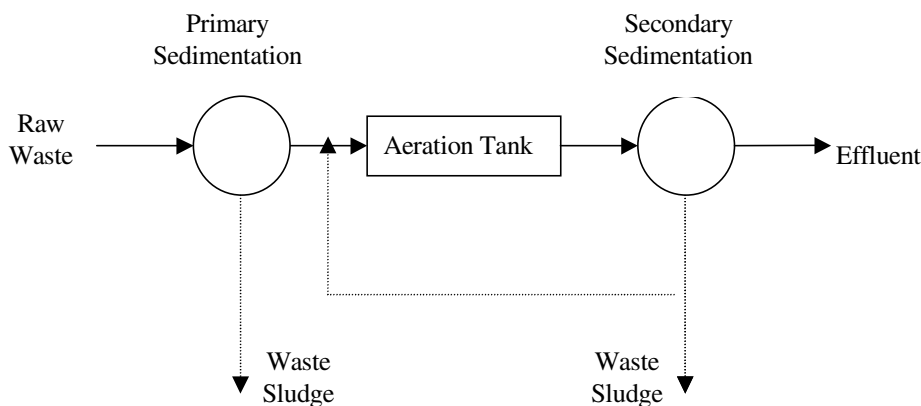 Primary
Sedimentation
Secondary
Sedimentation
Raw
Waste
Aeration Tank
Effluent
Waste
Sludge
Waste
Sludge